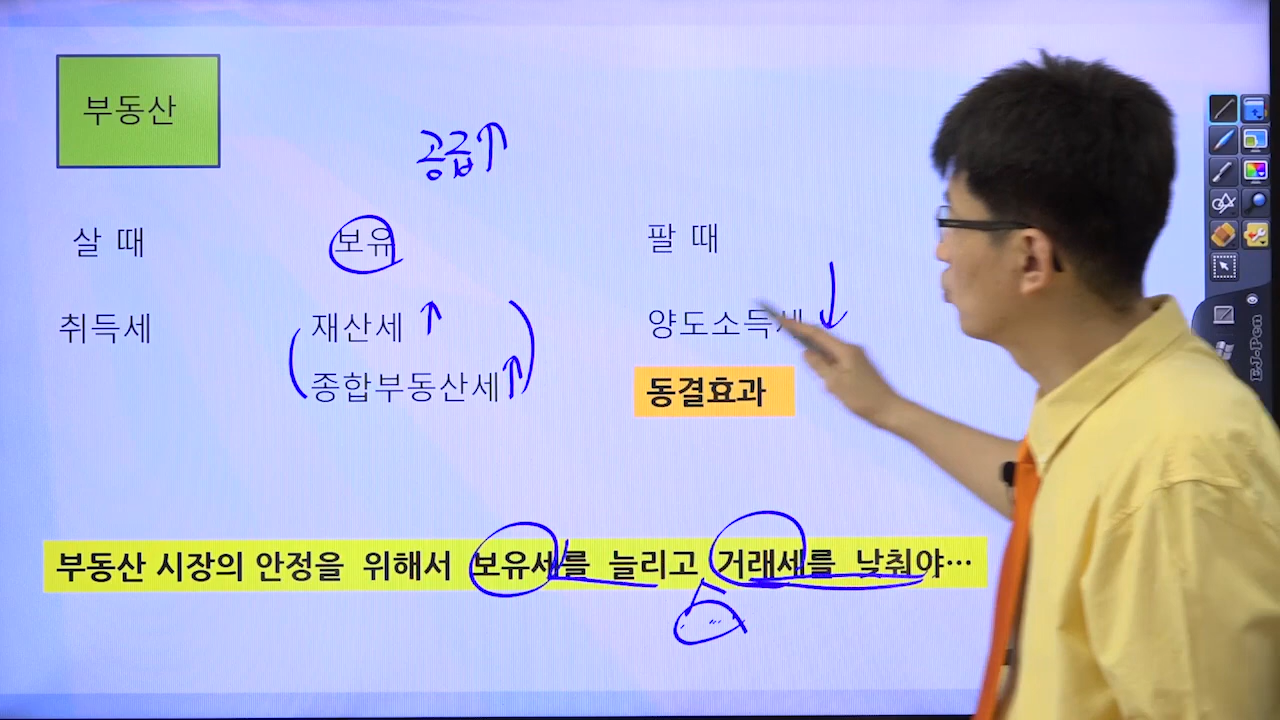 부동산
공급↑
살 때 보유 팔 때
취득세 재산세 ↑ 양도소득세 ↓
종합부동산세 ↑ 동결효과
부동산 시장의 안정을 위해서 보유세를 늘리고 거래세를 낮춰야…
EJ-Pen